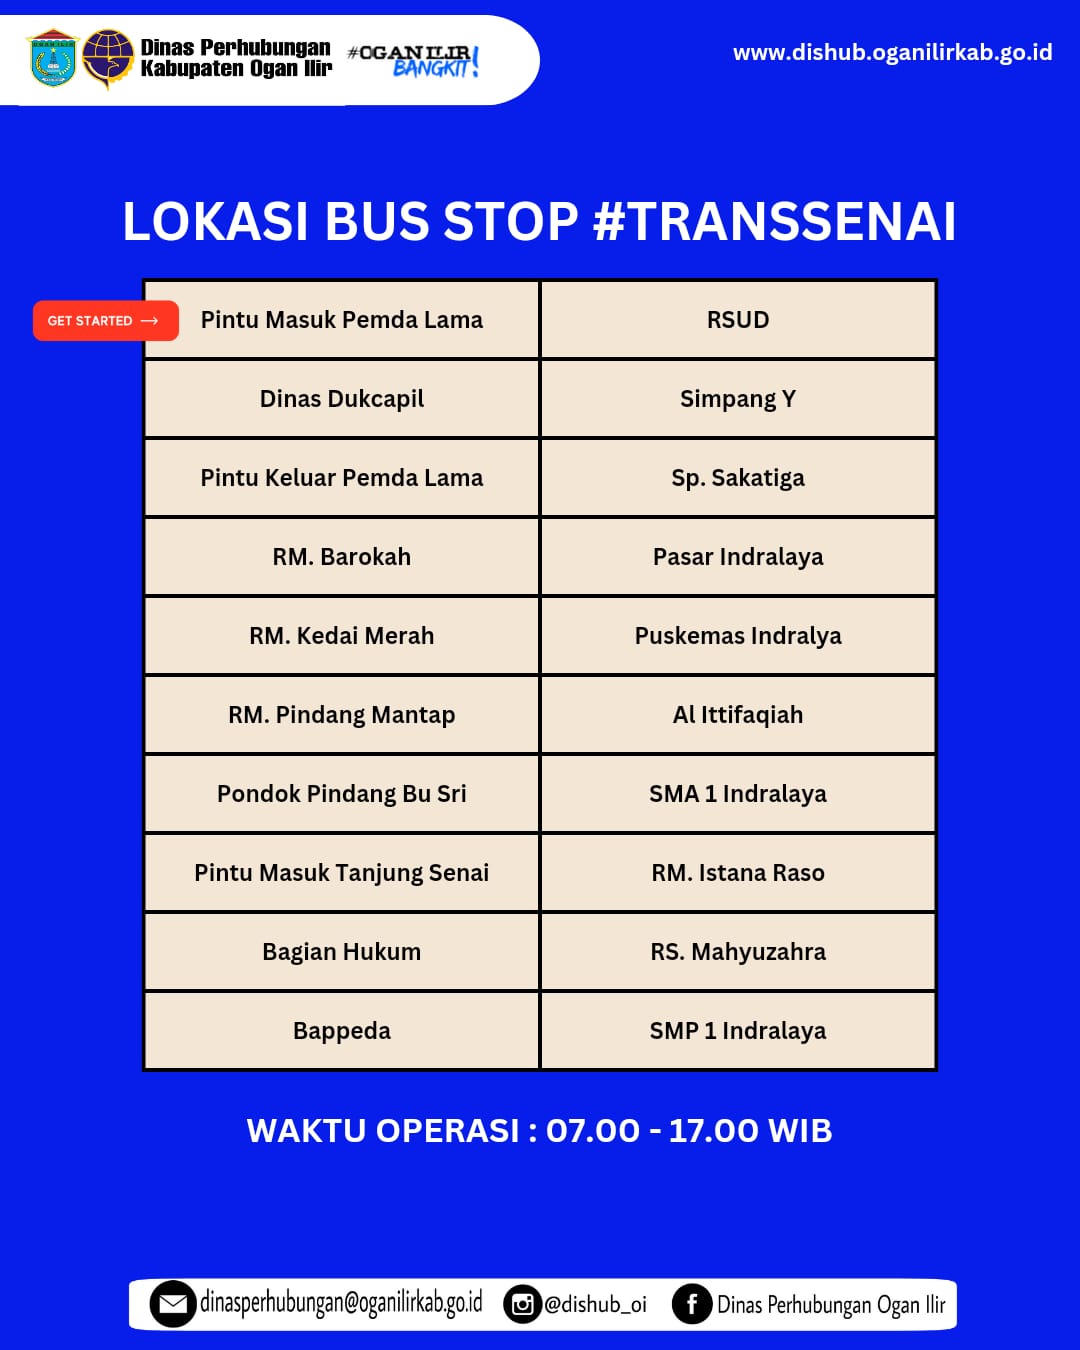 Dinas Perhubungan
Kabupaten Ogan Ilir
#OGAN ILIR
BANGKIT!
www.dishub.oganilirkab.go.id
LOKASI BUS STOP #TRANSSENAI
GET STARTED →
Pintu Masuk Pemda Lama
RSUD
Dinas Dukcapil
Simpang Y
Pintu Keluar Pemda Lama
Sp. Sakatiga
RM. Barokah
Pasar Indralaya
RM. Kedai Merah
Puskemas Indralya
RM. Pindang Mantap
Al Ittifaqiah
Pondok Pindang Bu Sri
SMA 1 Indralaya
Pintu Masuk Tanjung Senai
RM. Istana Raso
Bagian Hukum
RS. Mahyuzahra
Bappeda
SMP 1 Indralaya
WAKTU OPERASI : 07.00 - 17.00 WIB
dinasperhubungan@oganilirkab.go.id
@dishub_oi
Dinas Perhubungan Ogan Ilir